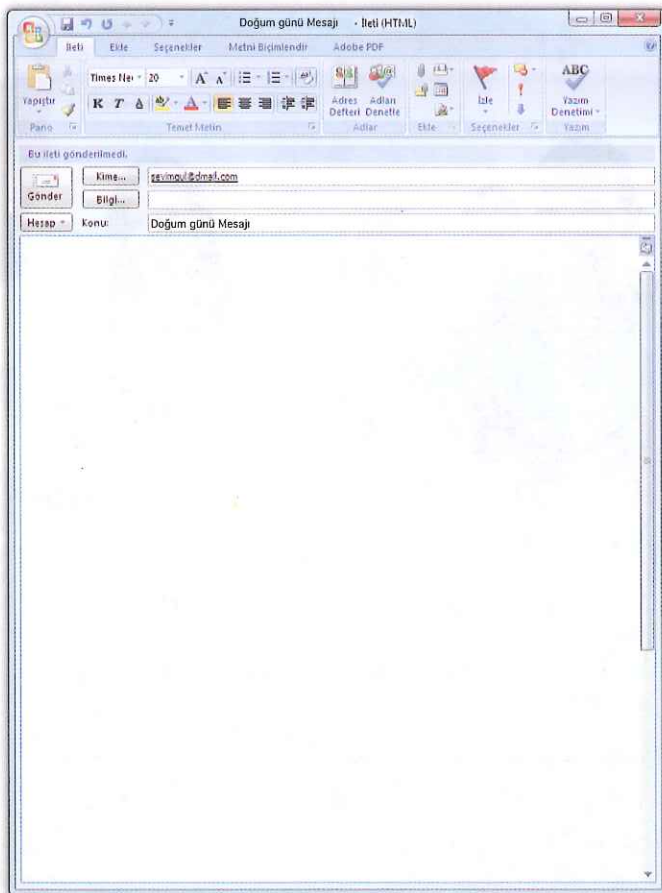 Doğum günü Mesajı - İleti (HTML)
İleti Ekle Seçenekler Metni Biçimlendir Adobe PDF
Yapıştır
Times Ne 20 A A
K T A
Adres Defteri Adları Denetle
İzle
ABC
Yazım Denetimi
Pano Temel Metin Adlar Ekle Seçenekler Yazım
Bu ileti gönderilmedi.
Gönder
Kime... sevimgul@dmail.com
Bilgi...
Hesap Konu: Doğum günü Mesajı